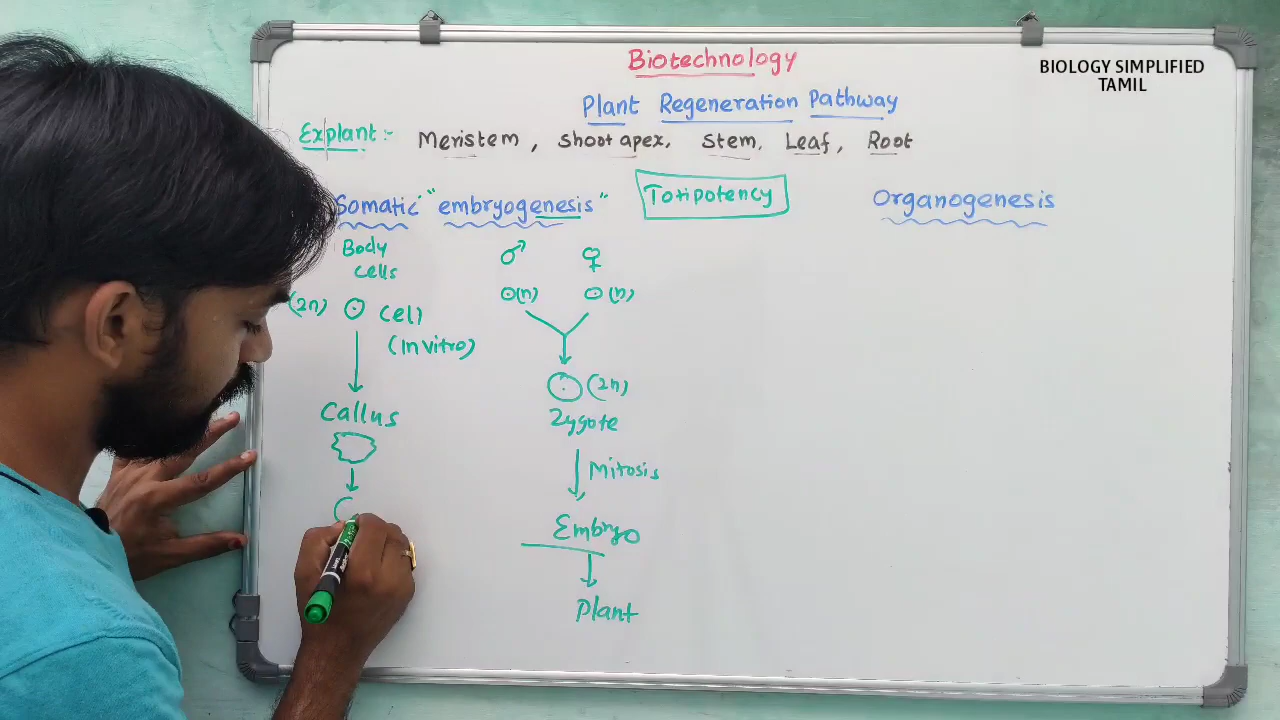 Biotechnology
BIOLOGY SIMPLIFIED
TAMIL
Plant Regeneration Pathway
Explant :- Meristem, shoot apex, Stem, Leaf, Root
Somatic "embryogenesis"
Totipotency
Organogenesis
Body
cells
♂ ♀
(2n) ⊙ Cell
(Invitro)
⊙(n) ⊙(n)
⊙ (2n)
Zygote
Callus
Mitosis
Embryo
Plant